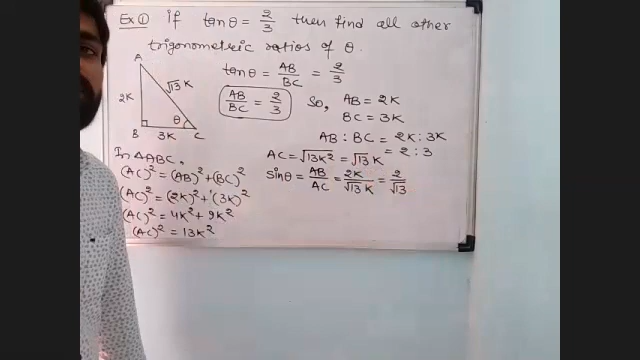 Ex ① If tanθ = 2/3 then find all other
trigonometric ratios of θ.
A
2K
√13 K
θ
B
3K
C
tanθ = AB/BC = 2/3
AB/BC = 2/3 So, AB = 2K
BC = 3K
AB : BC = 2K : 3K
= 2 : 3
In △ABC,
(AC)² = (AB)² + (BC)²
(AC)² = (2K)² + (3K)²
(AC)² = 4K² + 9K²
(AC)² = 13K²
AC = √13K² = √13 K
sinθ = AB/AC = 2K/√13 K = 2/√13